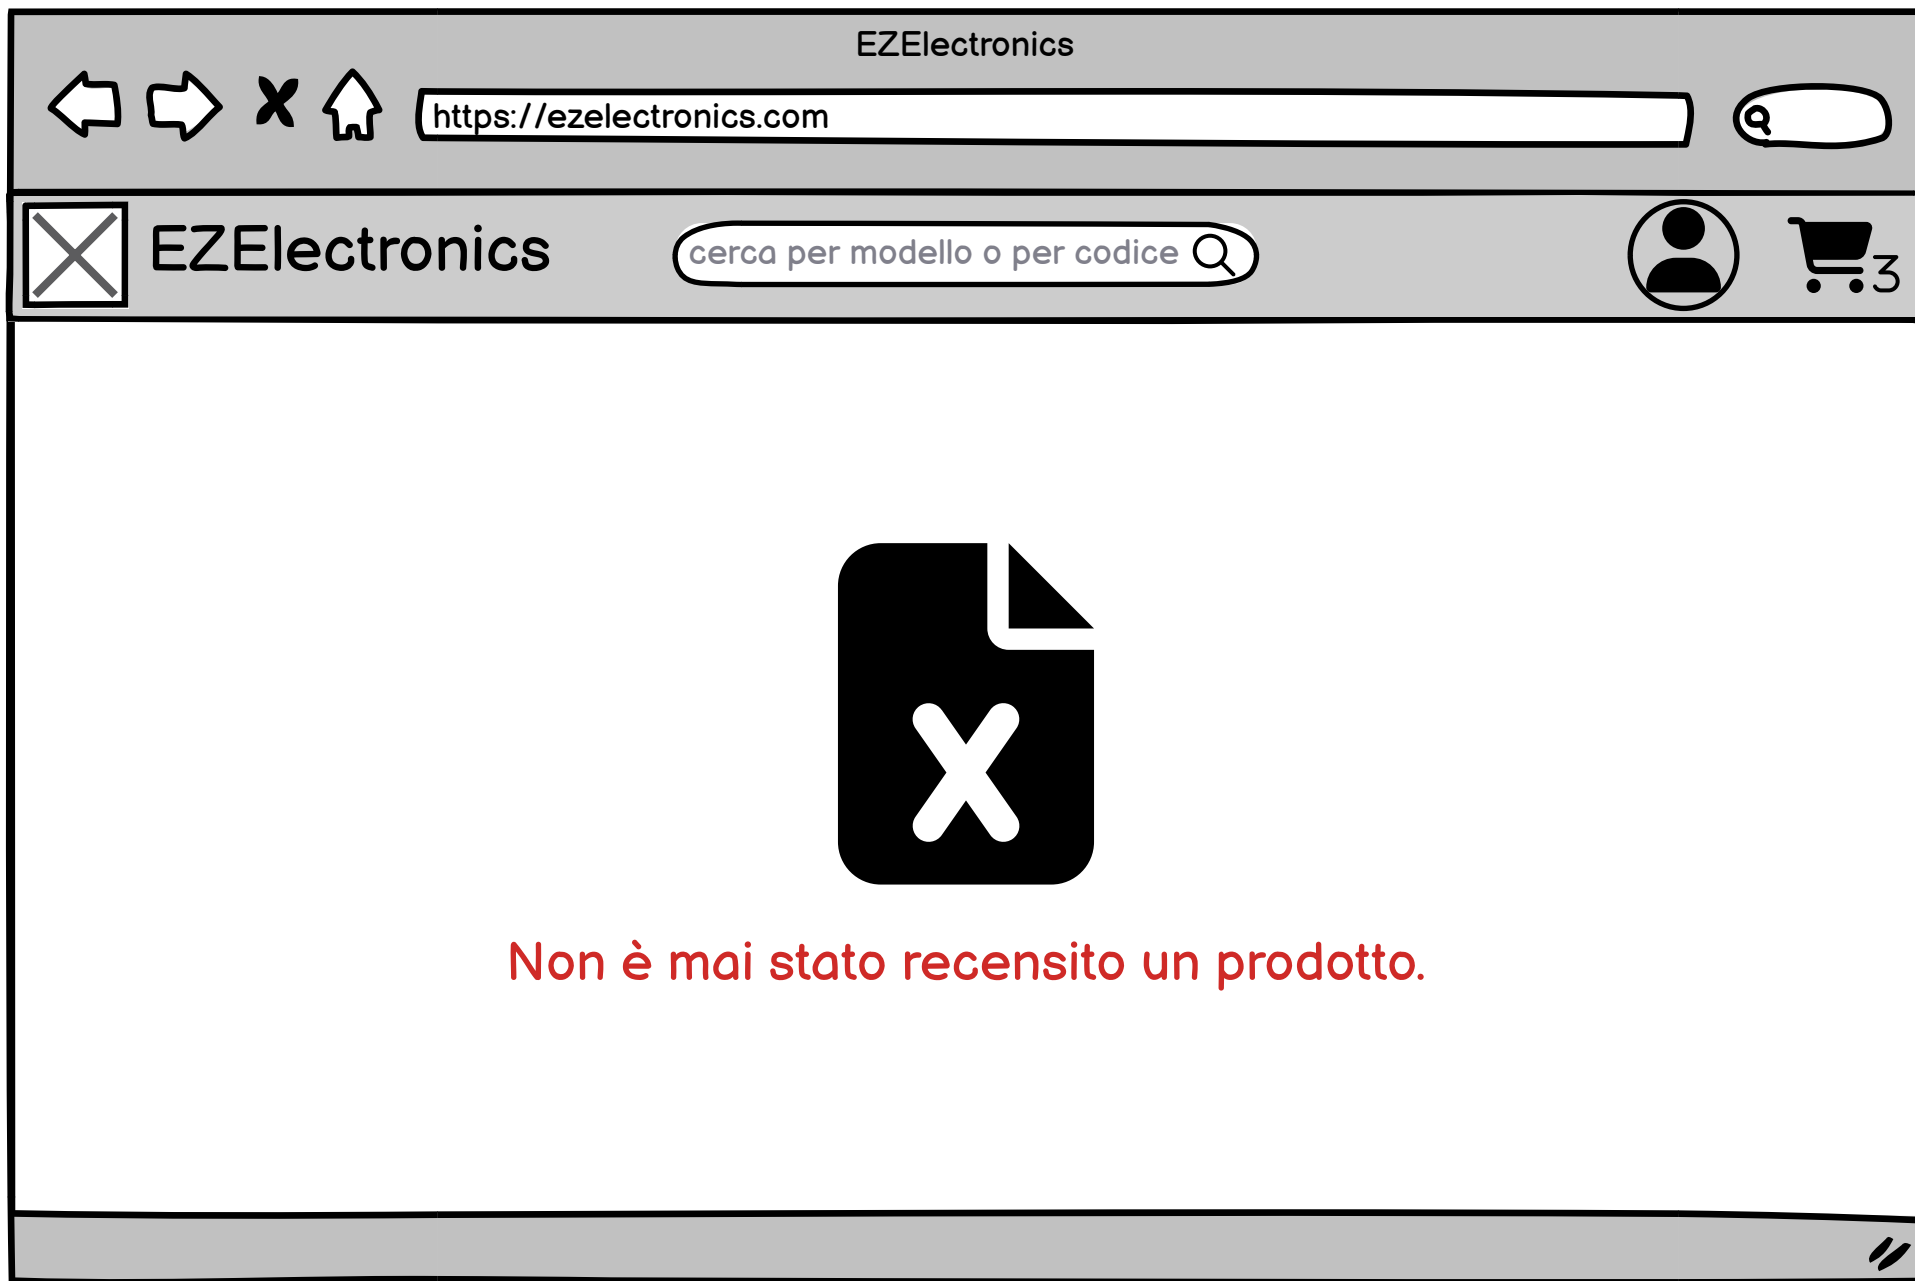 EZElectronics
https://ezelectronics.com
EZElectronics
cerca per modello o per codice
3
Non è mai stato recensito un prodotto.